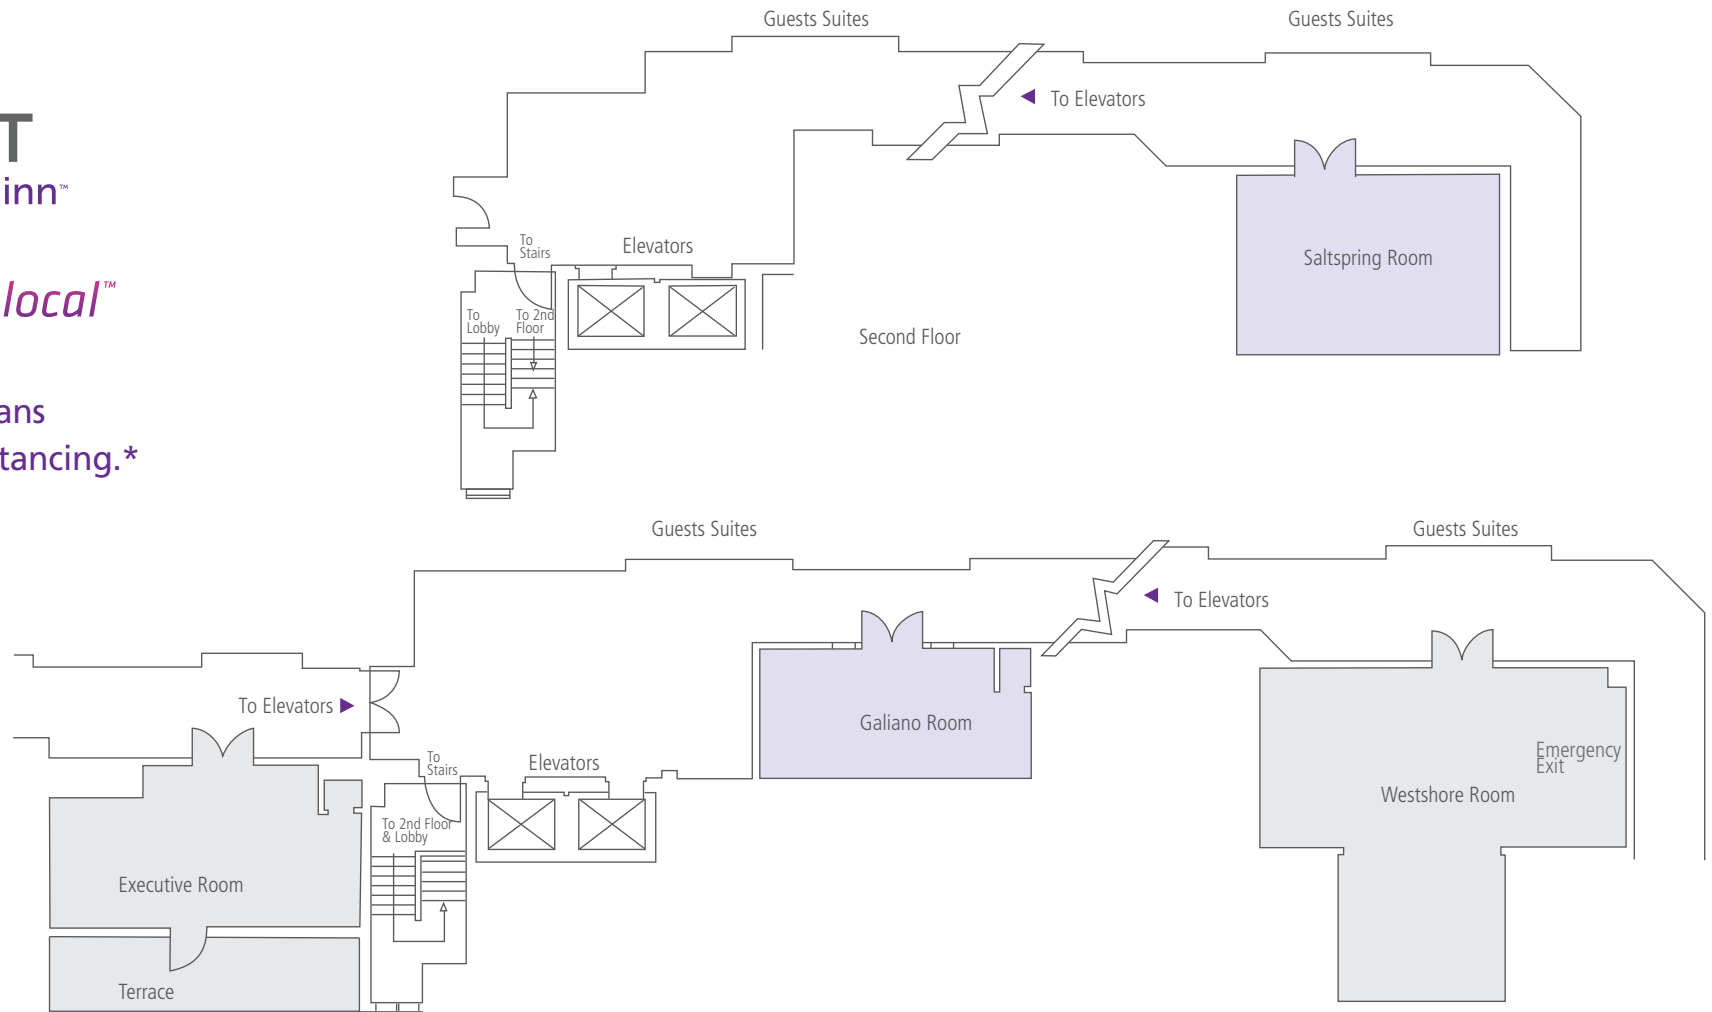 Guests Suites
Guests Suites
To Elevators
T
inn™
To
Stairs
Elevators
Saltspring Room
local™
To
Lobby
To 2nd
Floor
Second Floor
ans
tancing.*
Guests Suites
Guests Suites
To Elevators
To Elevators
Galiano Room
To
Stairs
Elevators
Emergency
Exit
Westshore Room
To 2nd Floor
& Lobby
Executive Room
Terrace